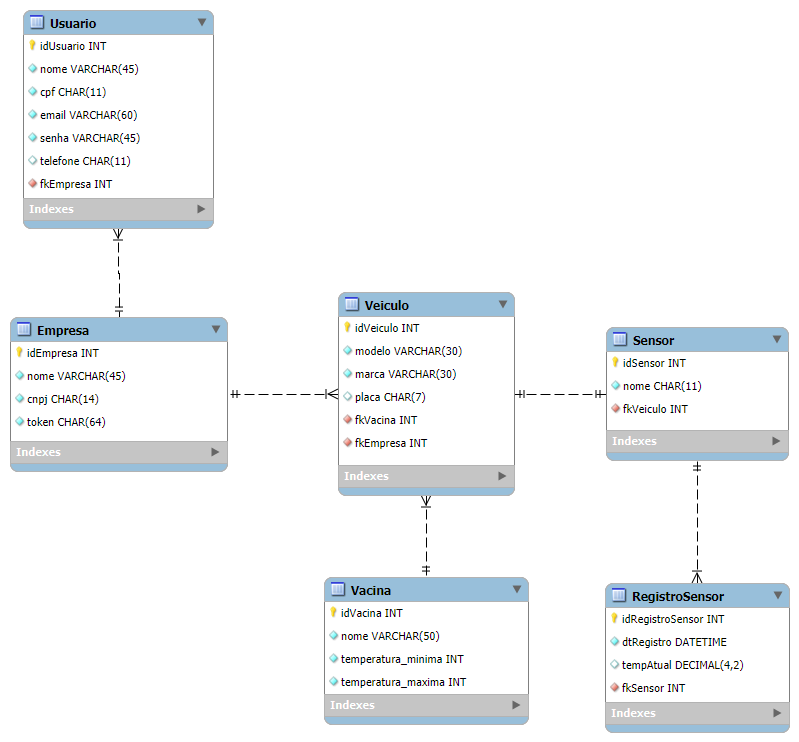 Usuario
idUsuario INT
nome VARCHAR(45)
cpf CHAR(11)
email VARCHAR(60)
senha VARCHAR(45)
telefone CHAR(11)
fkEmpresa INT
Indexes
Empresa
idEmpresa INT
nome VARCHAR(45)
cnpj CHAR(14)
token CHAR(64)
Indexes
Veiculo
idVeiculo INT
modelo VARCHAR(30)
marca VARCHAR(30)
placa CHAR(7)
fkVacina INT
fkEmpresa INT
Indexes
Sensor
idSensor INT
nome CHAR(11)
fkVeiculo INT
Indexes
Vacina
idVacina INT
nome VARCHAR(50)
temperatura_minima INT
temperatura_maxima INT
Indexes
RegistroSensor
idRegistroSensor INT
dtRegistro DATETIME
tempAtual DECIMAL(4,2)
fkSensor INT
Indexes